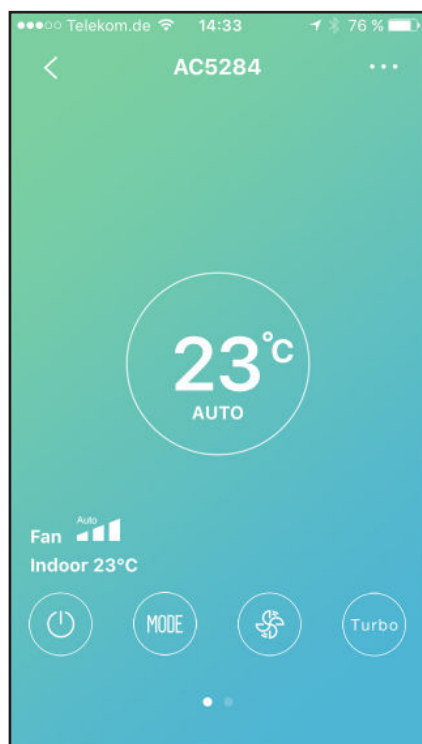 ●●●○○ Telekom.de 14:33 76 %
AC5284
23°C
AUTO
Auto
Fan
Indoor 23°C
MODE
Turbo